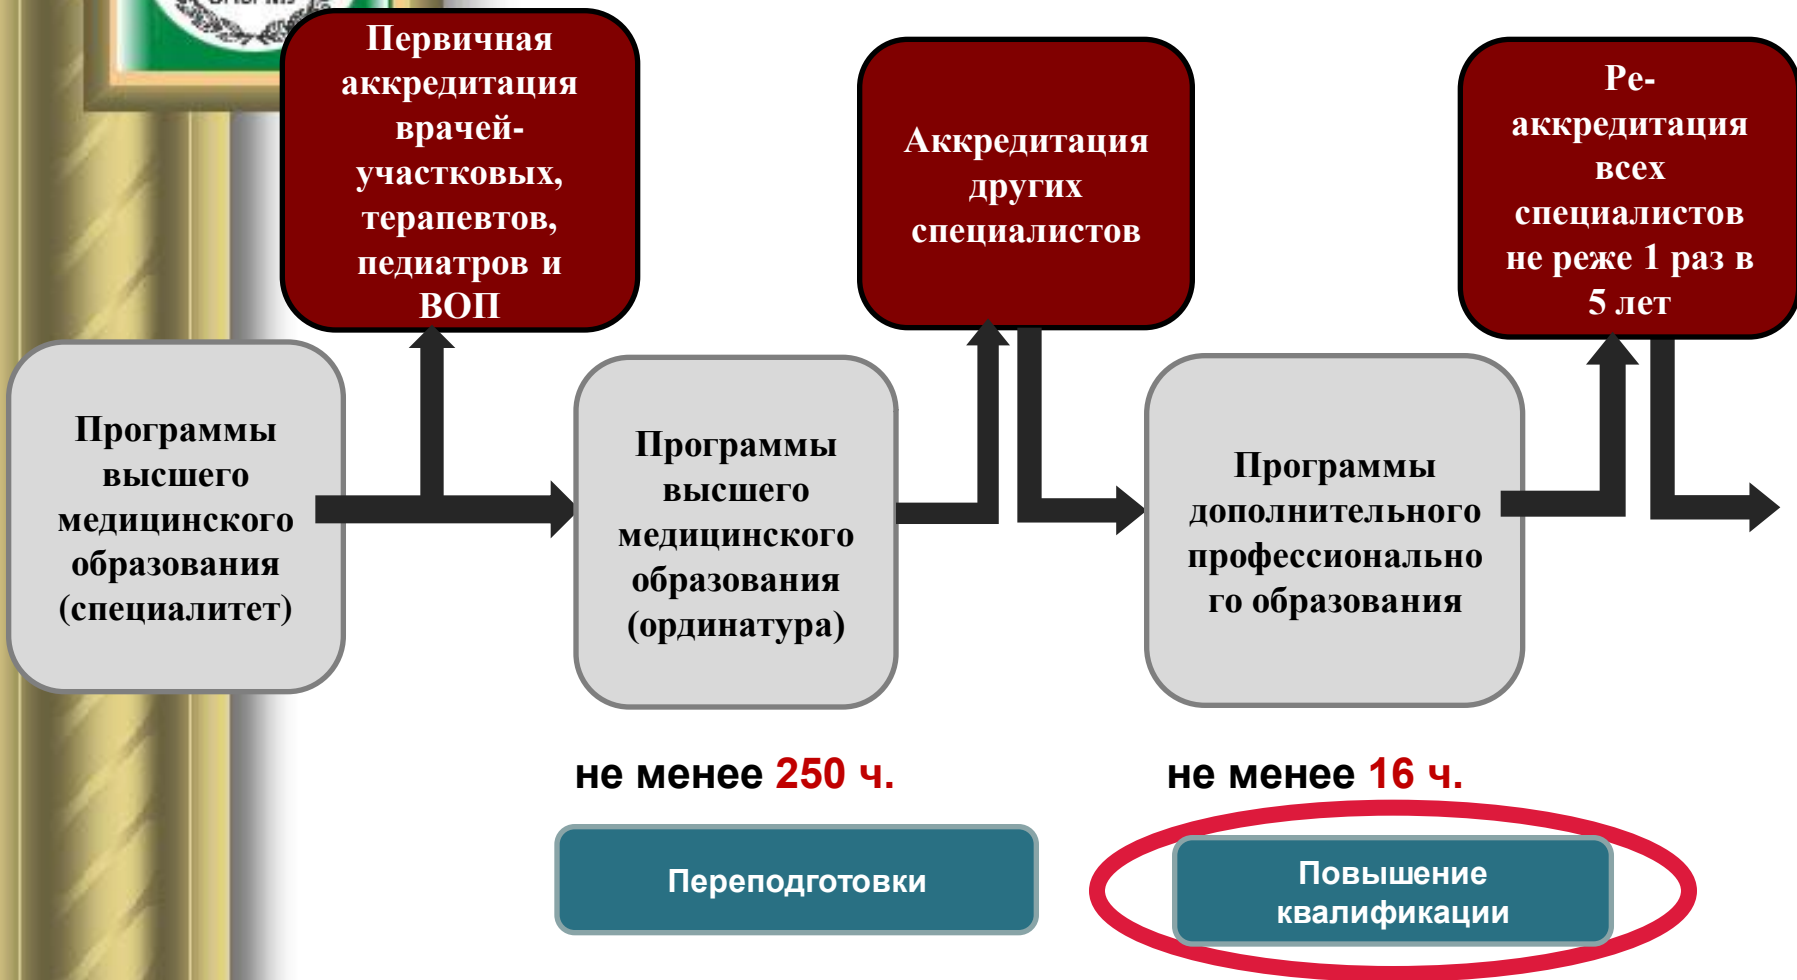 Первичная
аккредитация
врачей-
участковых,
терапевтов,
педиатров и
ВОП
Аккредитация
других
специалистов
Ре-
аккредитация
всех
специалистов
не реже 1 раз в
5 лет
Программы
высшего
медицинского
образования
(специалитет)
Программы
высшего
медицинского
образования
(ординатура)
Программы
дополнительного
профессионально
го образования
не менее 250 ч.
не менее 16 ч.
Переподготовки
Повышение
квалификации